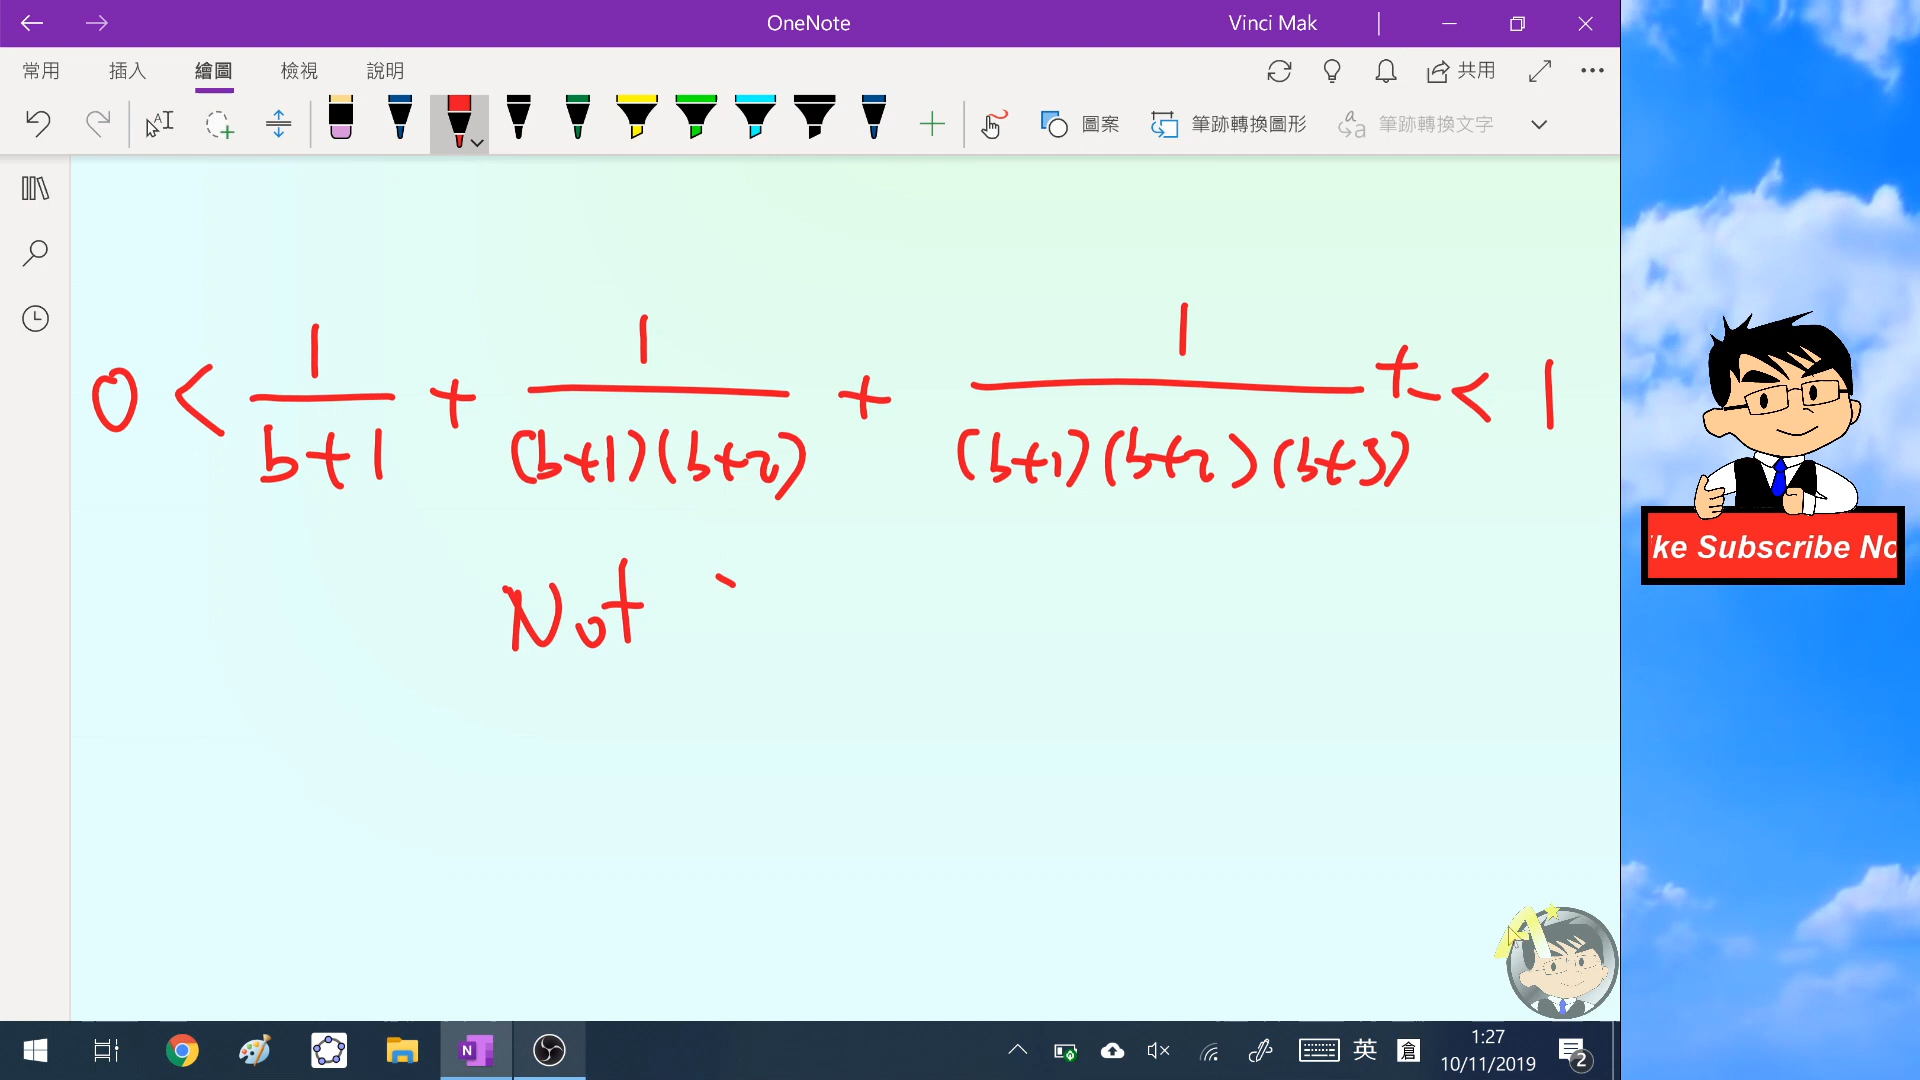 OneNote
Vinci Mak
常用 插入 繪圖 檢視 說明 共用
圖案 筆跡轉換圖形 筆跡轉換文字
0 < 1/(b+1) + 1/((b+1)(b+2)) + 1/((b+1)(b+2)(b+3)) + – < 1
Not
ke Subscribe No
英 倉
1:27
10/11/2019
2